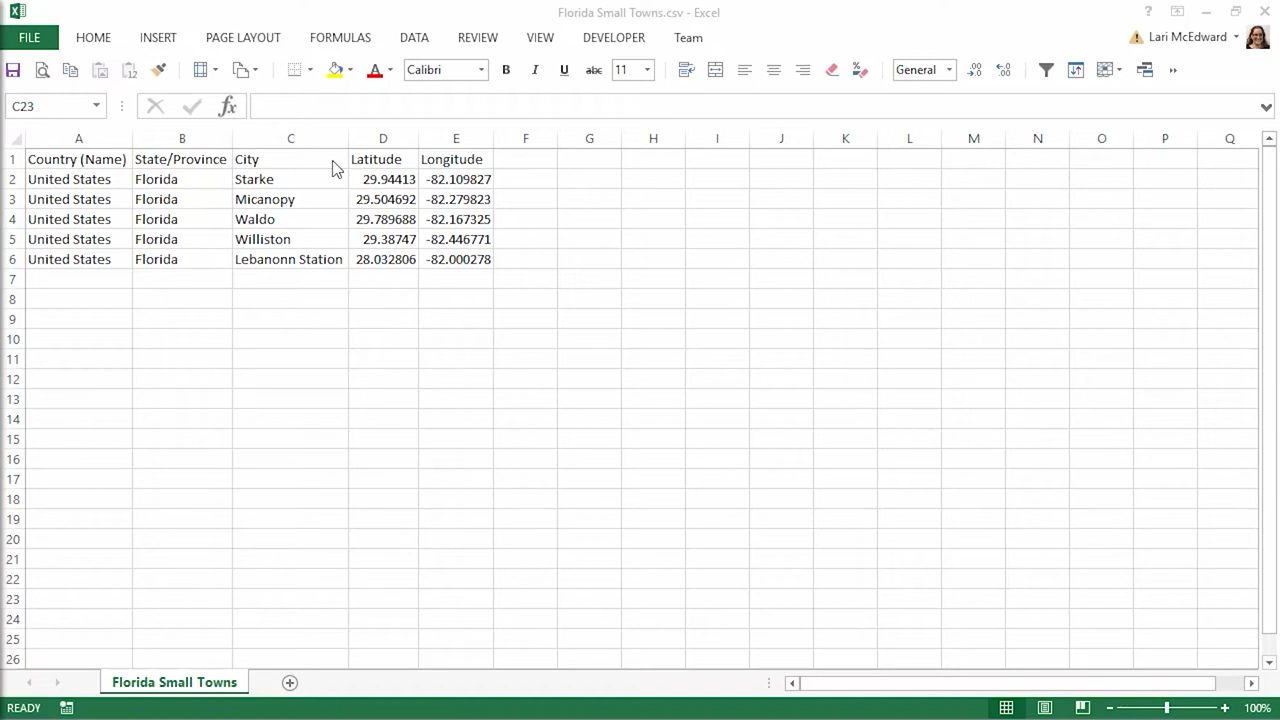 Florida Small Towns.csv - Excel
?
FILE HOME INSERT PAGE LAYOUT FORMULAS DATA REVIEW VIEW DEVELOPER Team Lari McEdward
Calibri B I U abc 11 General
C23 fx
A B C D E F G H I J K L M N O P Q
1 Country (Name) State/Province City Latitude Longitude
2 United States Florida Starke 29.94413 -82.109827
3 United States Florida Micanopy 29.504692 -82.279823
4 United States Florida Waldo 29.789688 -82.167325
5 United States Florida Williston 29.38747 -82.446771
6 United States Florida Lebanonn Station 28.032806 -82.000278
7
8
9
10
11
12
13
14
15
16
17
18
19
20
21
22
23
24
25
26
Florida Small Towns
READY 100%